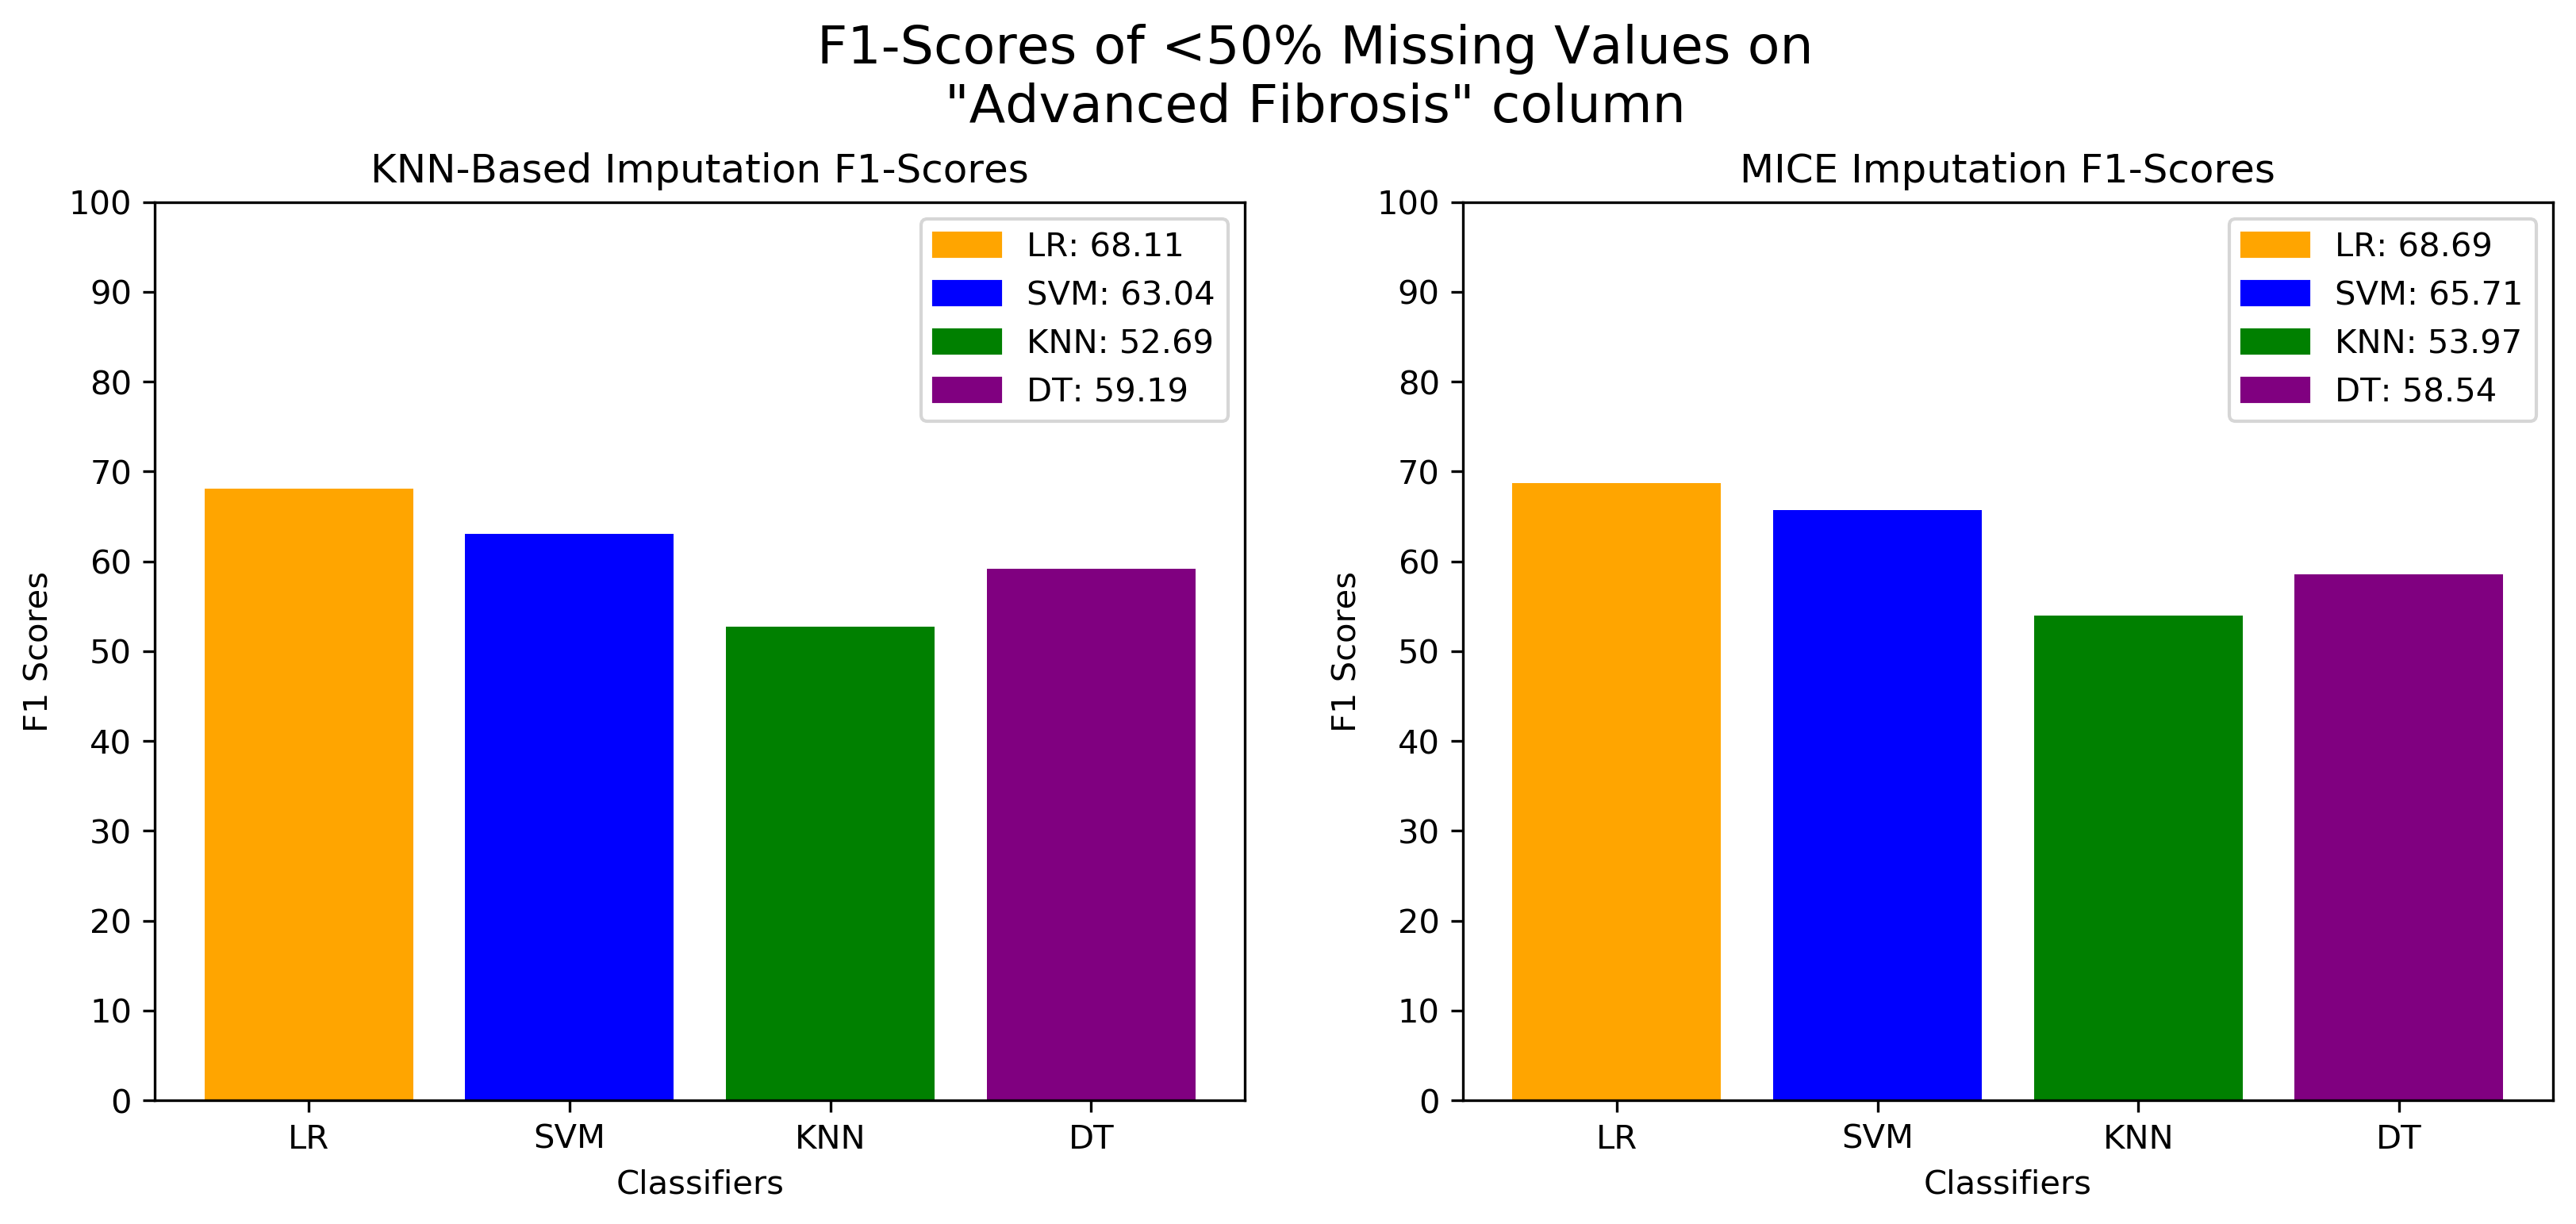 F1-Scores of <50% Missing Values on
"Advanced Fibrosis" column
KNN-Based Imputation F1-Scores
100
90
80
70
60
50
40
30
20
10
0
F1 Scores
LR: 68.11
SVM: 63.04
KNN: 52.69
DT: 59.19
LR SVM KNN DT
Classifiers
MICE Imputation F1-Scores
100
90
80
70
60
50
40
30
20
10
0
F1 Scores
LR: 68.69
SVM: 65.71
KNN: 53.97
DT: 58.54
LR SVM KNN DT
Classifiers